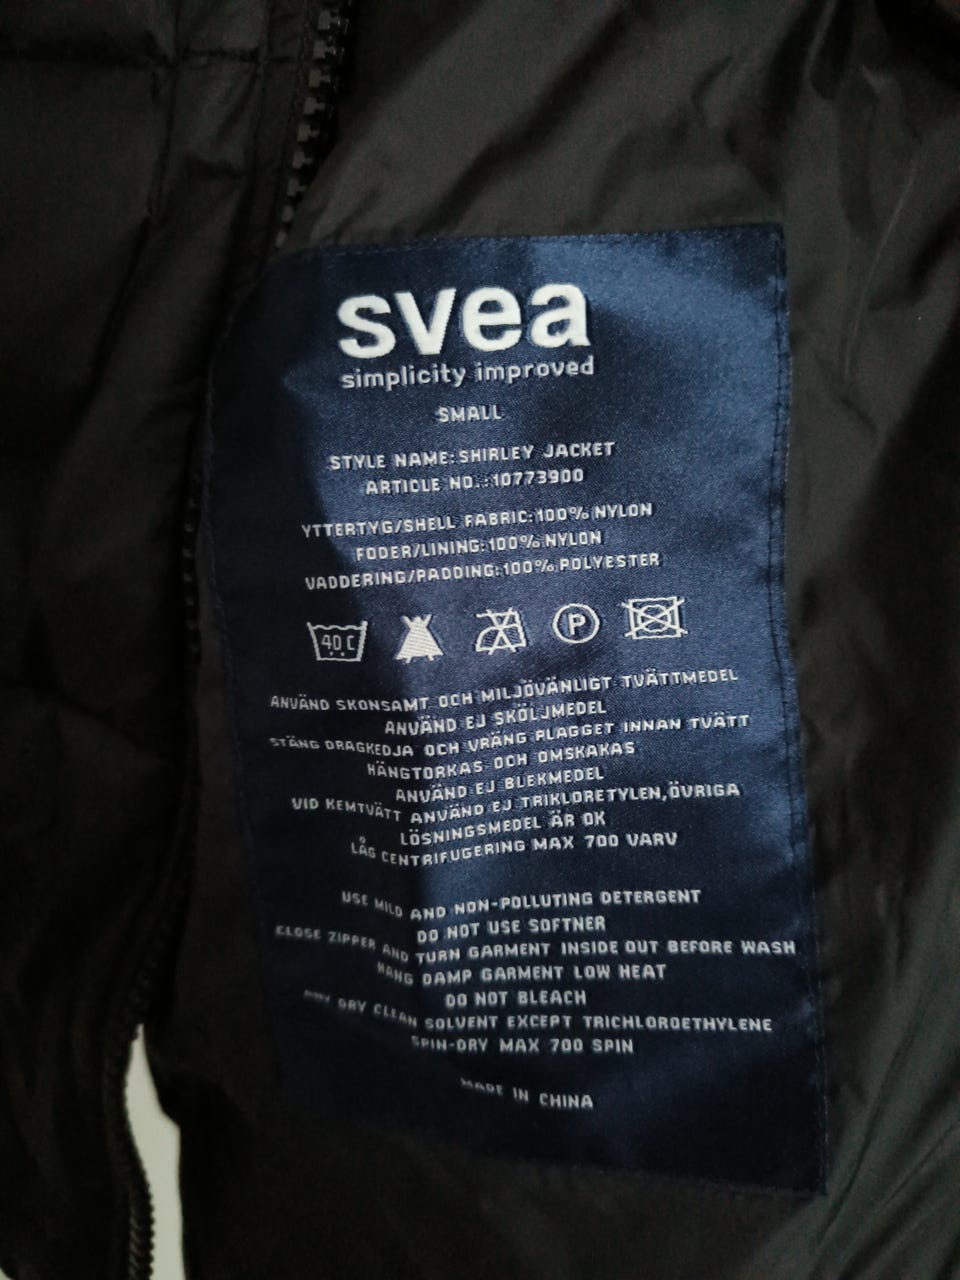 svea
simplicity improved
SMALL
STYLE NAME:SHIRLEY JACKET
ARTICLE NO.:10773900
YTTERTYG/SHELL FABRIC:100% NYLON
FODER/LINING:100% NYLON
VADDERING/PADDING:100% POLYESTER
40 C
P
ANVÄND SKONSAMT OCH MILJÖVÄNLIGT TVÄTTMEDEL
ANVÄND EJ SKÖLJMEDEL
STÄNG DRAGKEDJA OCH VRÄNG PLAGGET INNAN TVÄTT
HÄNGTORKAS OCH OMSKAKAS
ANVÄND EJ BLEKMEDEL
VID KEMTVÄTT ANVÄND EJ TRIKLORETYLEN,ÖVRIGA
LÖSNINGSMEDEL ÄR OK
LÅG CENTRIFUGERING MAX 700 VARV
USE MILD AND NON-POLLUTING DETERGENT
DO NOT USE SOFTNER
CLOSE ZIPPER AND TURN GARMENT INSIDE OUT BEFORE WASH
HANG DAMP GARMENT LOW HEAT
DO NOT BLEACH
ANY DRY CLEAN SOLVENT EXCEPT TRICHLOROETHYLENE
SPIN-DRY MAX 700 SPIN
MADE IN CHINA